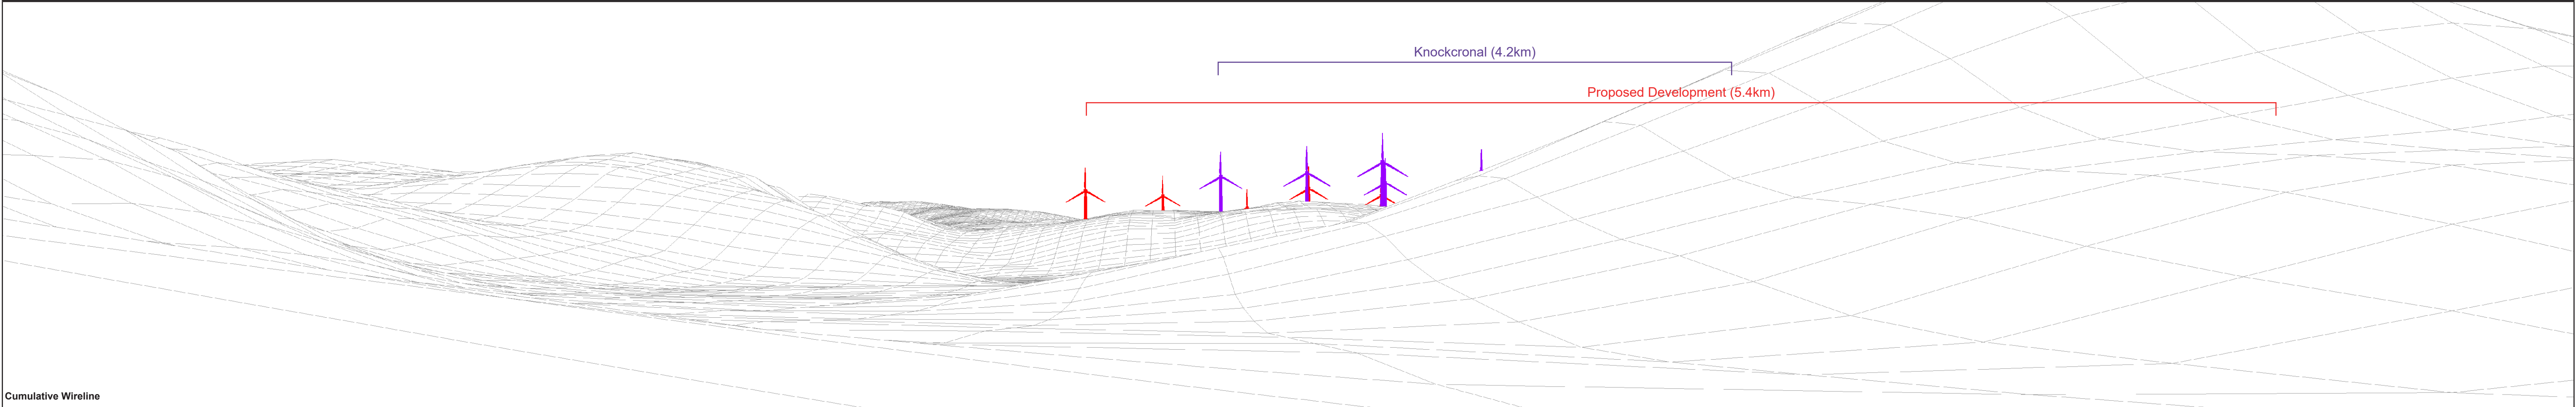 Knockcronal (4.2km)
Proposed Development (5.4km)
Cumulative Wireline